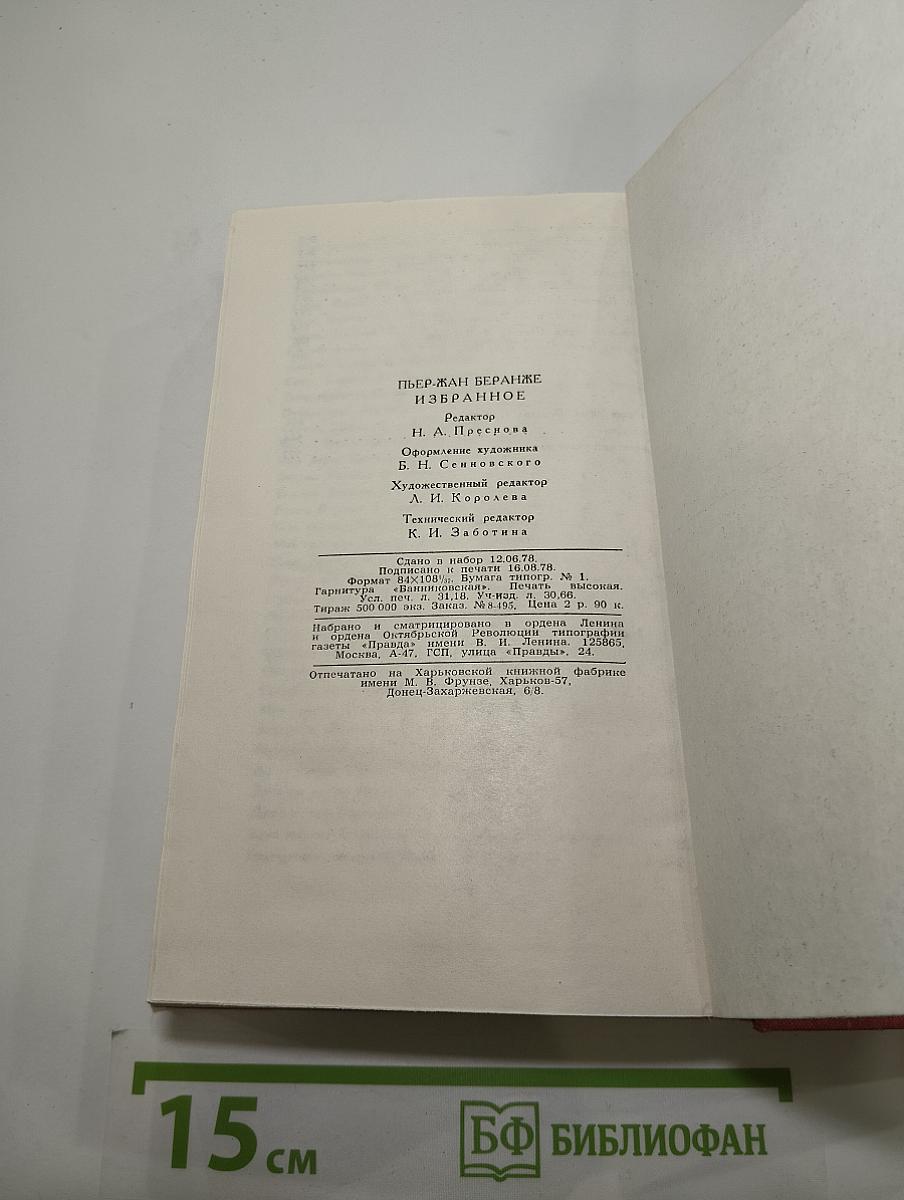 ПЬЕР-ЖАН БЕРАНЖЕ
ИЗБРАННОЕ
Редактор
Н. А. Преснова
Оформление художника
Б. Н. Сенновского
Художественный редактор
Л. И. Королева
Технический редактор
К. И. Заботина
Сдано в набор 12.06.78.
Подписано к печати 16.08.78.
Формат 84×108¹/₃₂. Бумага типогр. № 1.
Гарнитура «Банниковская». Печать высокая.
Усл. печ. л. 31,18. Уч-изд. л. 30,66.
Тираж 500 000 экз. Заказ. № 8-495. Цена 2 р. 90 к.
Набрано и сматрицировано в ордена Ленина
и ордена Октябрьской Революции типографии
газеты «Правда» имени В. И. Ленина. 125865,
Москва, А-47, ГСП, улица «Правды», 24.
Отпечатано на Харьковской книжной фабрике
имени М. В. Фрунзе, Харьков-57,
Донец-Захаржевская, 6/8.
15 см
БФ БИБЛИОФАН